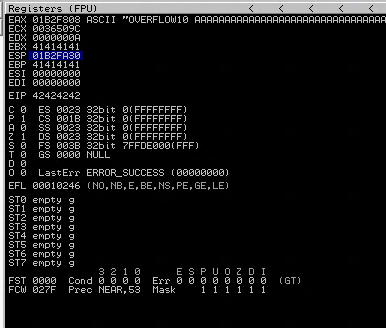 Registers (FPU) < < < < <
EAX 01B2F808 ASCII "OVERFLOW10 AAAAAAAAAAAAAAAAAAAAAAAAAAAAAAA
ECX 0036509C
EDX 0000000A
EBX 41414141
ESP 01B2FA30
EBP 41414141
ESI 00000000
EDI 00000000
EIP 42424242
C 0 ES 0023 32bit 0(FFFFFFFF)
P 1 CS 001B 32bit 0(FFFFFFFF)
A 0 SS 0023 32bit 0(FFFFFFFF)
Z 1 DS 0023 32bit 0(FFFFFFFF)
S 0 FS 003B 32bit 7FFDE000(FFF)
T 0 GS 0000 NULL
D 0
O 0 LastErr ERROR_SUCCESS (00000000)
EFL 00010246 (NO,NB,E,BE,NS,PE,GE,LE)
ST0 empty g
ST1 empty g
ST2 empty g
ST3 empty g
ST4 empty g
ST5 empty g
ST6 empty g
ST7 empty g
3 2 1 0 E S P U O Z D I
FST 0000 Cond 0 0 0 0 Err 0 0 0 0 0 0 0 0 (GT)
FCW 027F Prec NEAR,53 Mask 1 1 1 1 1 1